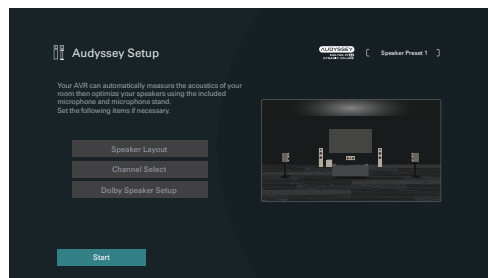 Audyssey Setup
AUDYSSEY
Speaker Preset 1
Your AVR can automatically measure the acoustics of your
room then optimize your speakers using the included
microphone and microphone stand.
Set the following items if necessary.
Speaker Layout
Channel Select
Dolby Speaker Setup
Start